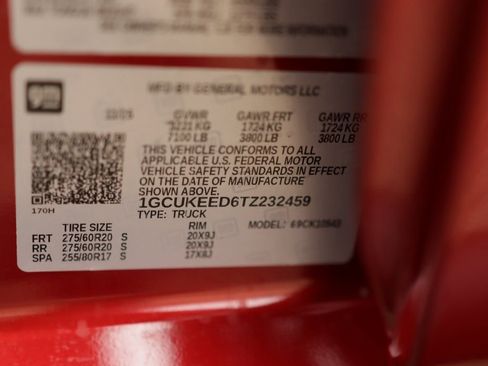 MFD BY GENERAL MOTORS LLC
gm
GVWR GAWR FRT GAWR RR
3221 KG 1724 KG 1724 KG
7100 LB 3800 LB 3800 LB
THIS VEHICLE CONFORMS TO ALL
APPLICABLE U.S. FEDERAL MOTOR
VEHICLE SAFETY STANDARDS IN EFFECT
ON THE DATE OF MANUFACTURE
SHOWN ABOVE.
1GCUKEED6TZ232459
170H
TYPE: TRUCK
TIRE SIZE RIM MODEL:
FRT 275/60R20 S 20X9J
RR 275/60R20 S 20X9J
SPA 255/80R17 S 17X8J